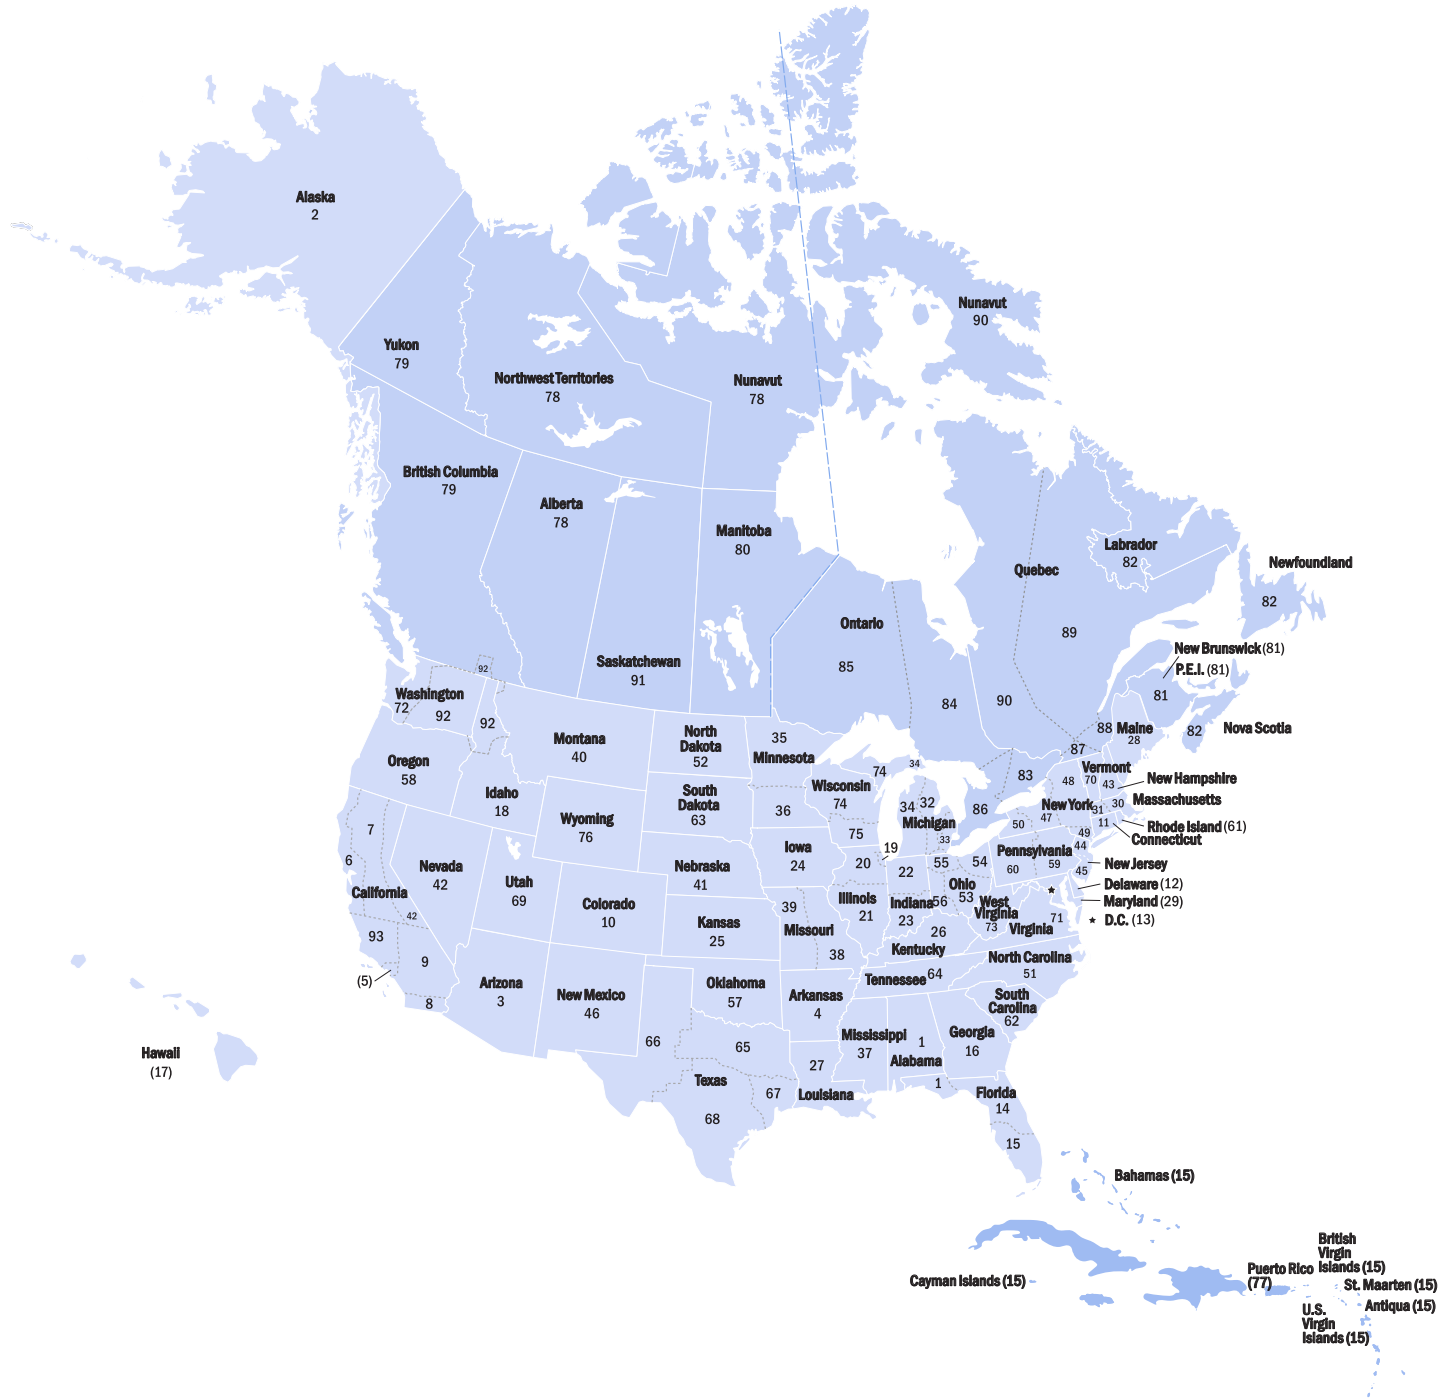 Alaska
2
Nunavut
90
Yukon
79
Northwest Territories
78
Nunavut
78
British Columbia
79
Alberta
78
Manitoba
80
Labrador
82
Newfoundland
82
Quebec
89
Ontario
85
New Brunswick (81)
P.E.I. (81)
81
Saskatchewan
91
92
Washington
72
92
92
84
90
88
Maine
28
82
Nova Scotia
Montana
40
North
Dakota
52
35
Minnesota
87
Oregon
58
74
34
83
Vermont
48
70
43
New Hampshire
Idaho
18
South
Dakota
63
36
Wisconsin
74
34
32
Michigan
33
86
New York
47
31
30
Massachusetts
50
11
Rhode Island (61)
Connecticut
49
44
Wyoming
76
7
6
75
19
Iowa
24
20
22
55
54
Pennsylvania
60
59
45
New Jersey
Nevada
42
Utah
69
Nebraska
41
California
42
Colorado
10
Kansas
25
39
Missouri
38
Illinois
21
Indiana
23
56
Ohio
53
West
Virginia
73
71
Virginia
Delaware (12)
Maryland (29)
D.C. (13)
93
9
(5)
8
26
Kentucky
Arizona
3
New Mexico
46
Oklahoma
57
Arkansas
4
Tennessee 64
North Carolina
51
South
Carolina
62
Hawaii
(17)
66
65
Texas
68
67
27
Louisiana
Mississippi
37
1
Alabama
1
Georgia
16
Florida
14
15
Bahamas (15)
Cayman Islands (15)
Puerto Rico
(77)
British
Virgin
Islands (15)
St. Maarten (15)
Antiqua (15)
U.S.
Virgin
Islands (15)